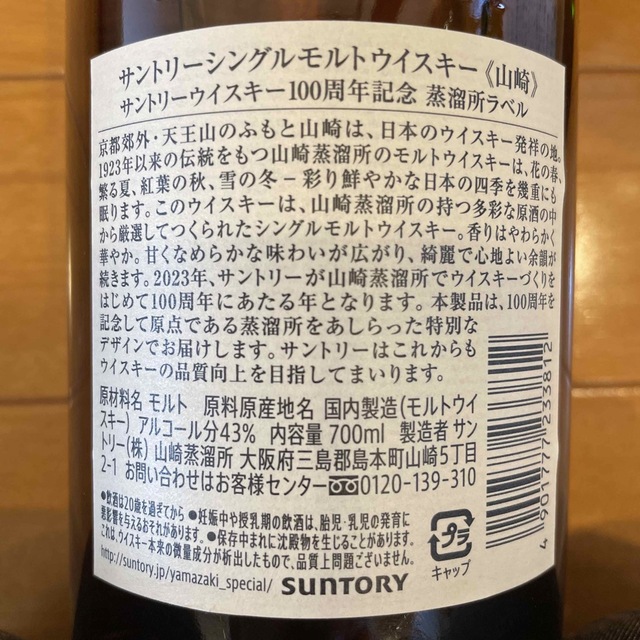 サントリーシングルモルトウイスキー《山崎》
サントリーウイスキー100周年記念 蒸溜所ラベル
京都郊外・天王山のふもと山崎は、日本のウイスキー発祥の地。
1923年以来の伝統をもつ山崎蒸溜所のモルトウイスキーは、花の春、
繁る夏、紅葉の秋、雪の冬－彩り鮮やかな日本の四季を幾重にも
眠ります。このウイスキーは、山崎蒸溜所の持つ多彩な原酒の中
から厳選してつくられたシングルモルトウイスキー。香りはやわらかく
華やか。甘くなめらかな味わいが広がり、綺麗で心地よい余韻が
続きます。2023年、サントリーが山崎蒸溜所でウイスキーづくりを
はじめて100周年にあたる年となります。本製品は、100周年を
記念して原点である蒸溜所をあしらった特別な
デザインでお届けします。サントリーはこれからも
ウイスキーの品質向上を目指してまいります。
原材料名 モルト 原料原産地名 国内製造(モルトウイ
スキー) アルコール分43% 内容量 700ml 製造者 サン
トリー(株) 山崎蒸溜所 大阪府三島郡島本町山崎5丁目
2-1 お問い合わせはお客様センター 0120-139-310
●飲酒は20歳を過ぎてから ●妊娠中や授乳期の飲酒は、胎児・乳児の発育に
悪影響を与えるおそれがあります。 ●保存中まれに沈殿物を生じることがあります。
これは、ウイスキー本来の微量成分が析出したもので、品質上問題ございません。
http://suntory.jp/yamazaki_special/ SUNTORY
プラ
キャップ
4 901777 233812